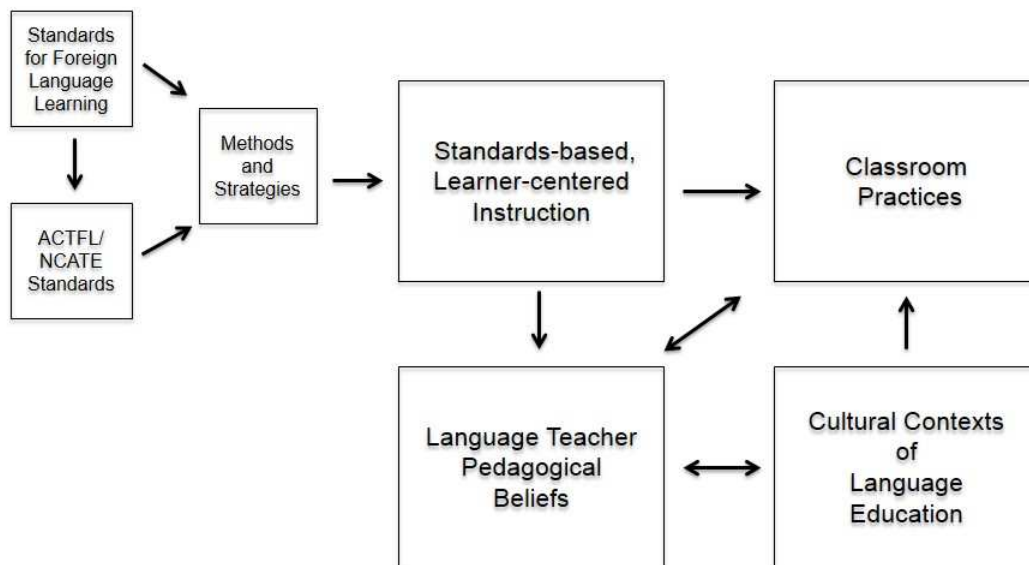 Standards
for Foreign
Language
Learning
ACTFL/
NCATE
Standards
Methods
and
Strategies
Standards-based,
Learner-centered
Instruction
Classroom
Practices
Language Teacher
Pedagogical
Beliefs
Cultural Contexts
of
Language
Education